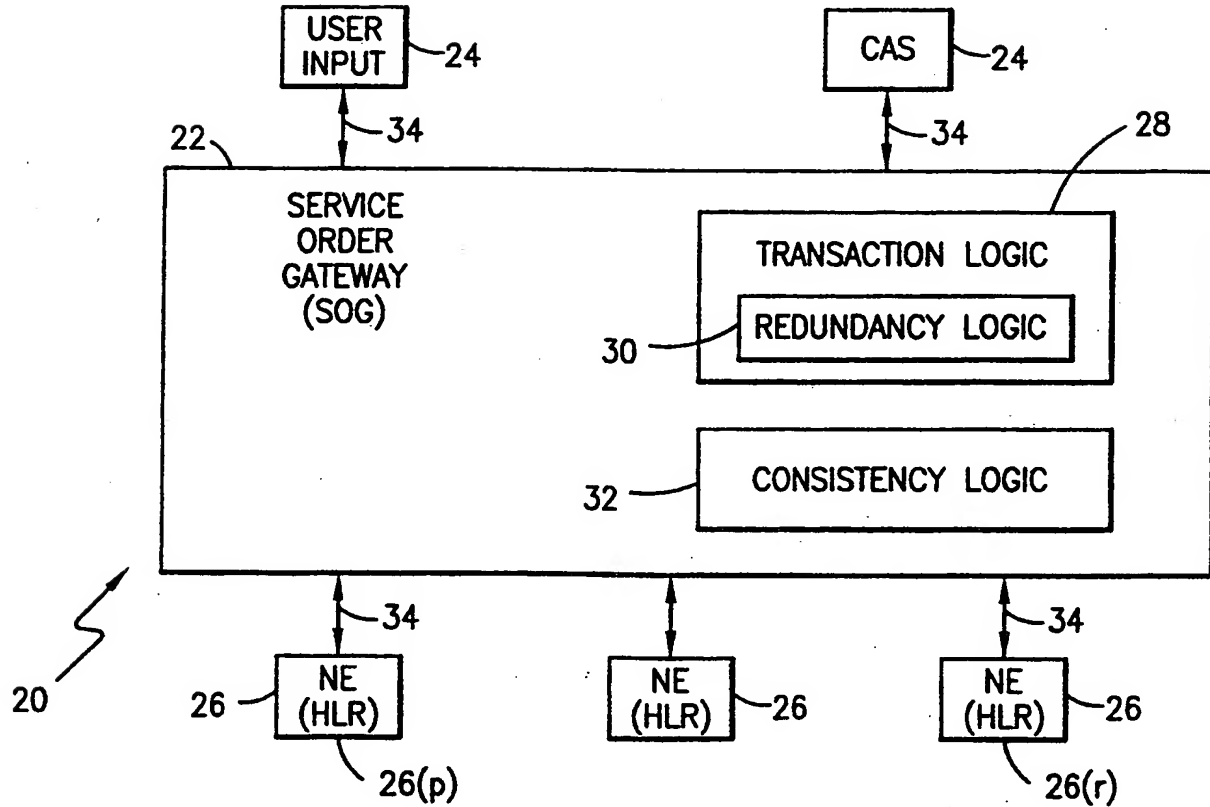 USER
INPUT
24
CAS
24
34
34
22
28
SERVICE
ORDER
GATEWAY
(SOG)
TRANSACTION LOGIC
REDUNDANCY LOGIC
30
CONSISTENCY LOGIC
32
34
34
20
26
NE
(HLR)
NE
(HLR)
26
NE
(HLR)
26
26(p)
26(r)